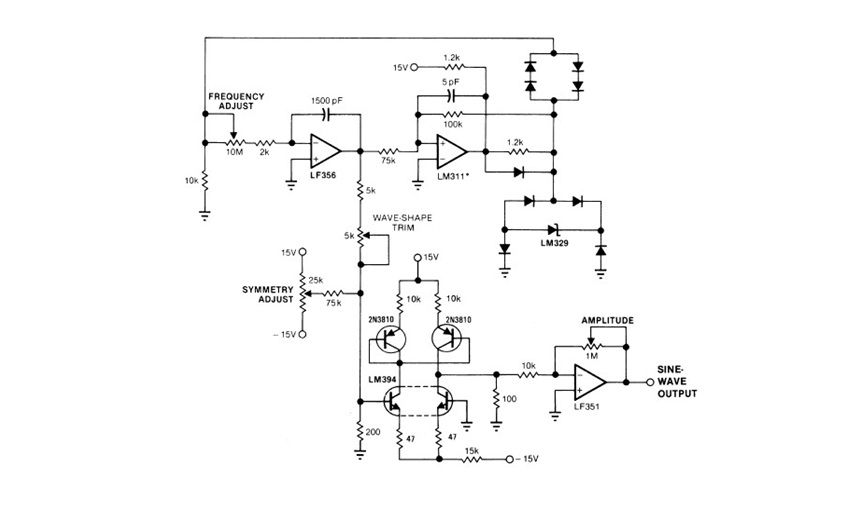 1.2k
15V
5 pF
FREQUENCY
ADJUST
1500 pF
100k
10M
2k
−
+
LF356
75k
+
−
LM311*
1.2k
10k
5k
WAVE-SHAPE
TRIM
5k
LM329
15V
15V
SYMMETRY
ADJUST
25k
75k
10k
10k
− 15V
2N3810
2N3810
AMPLITUDE
1M
LM394
10k
−
+
LF351
SINE-
WAVE
OUTPUT
100
200
47
47
15k
− 15V